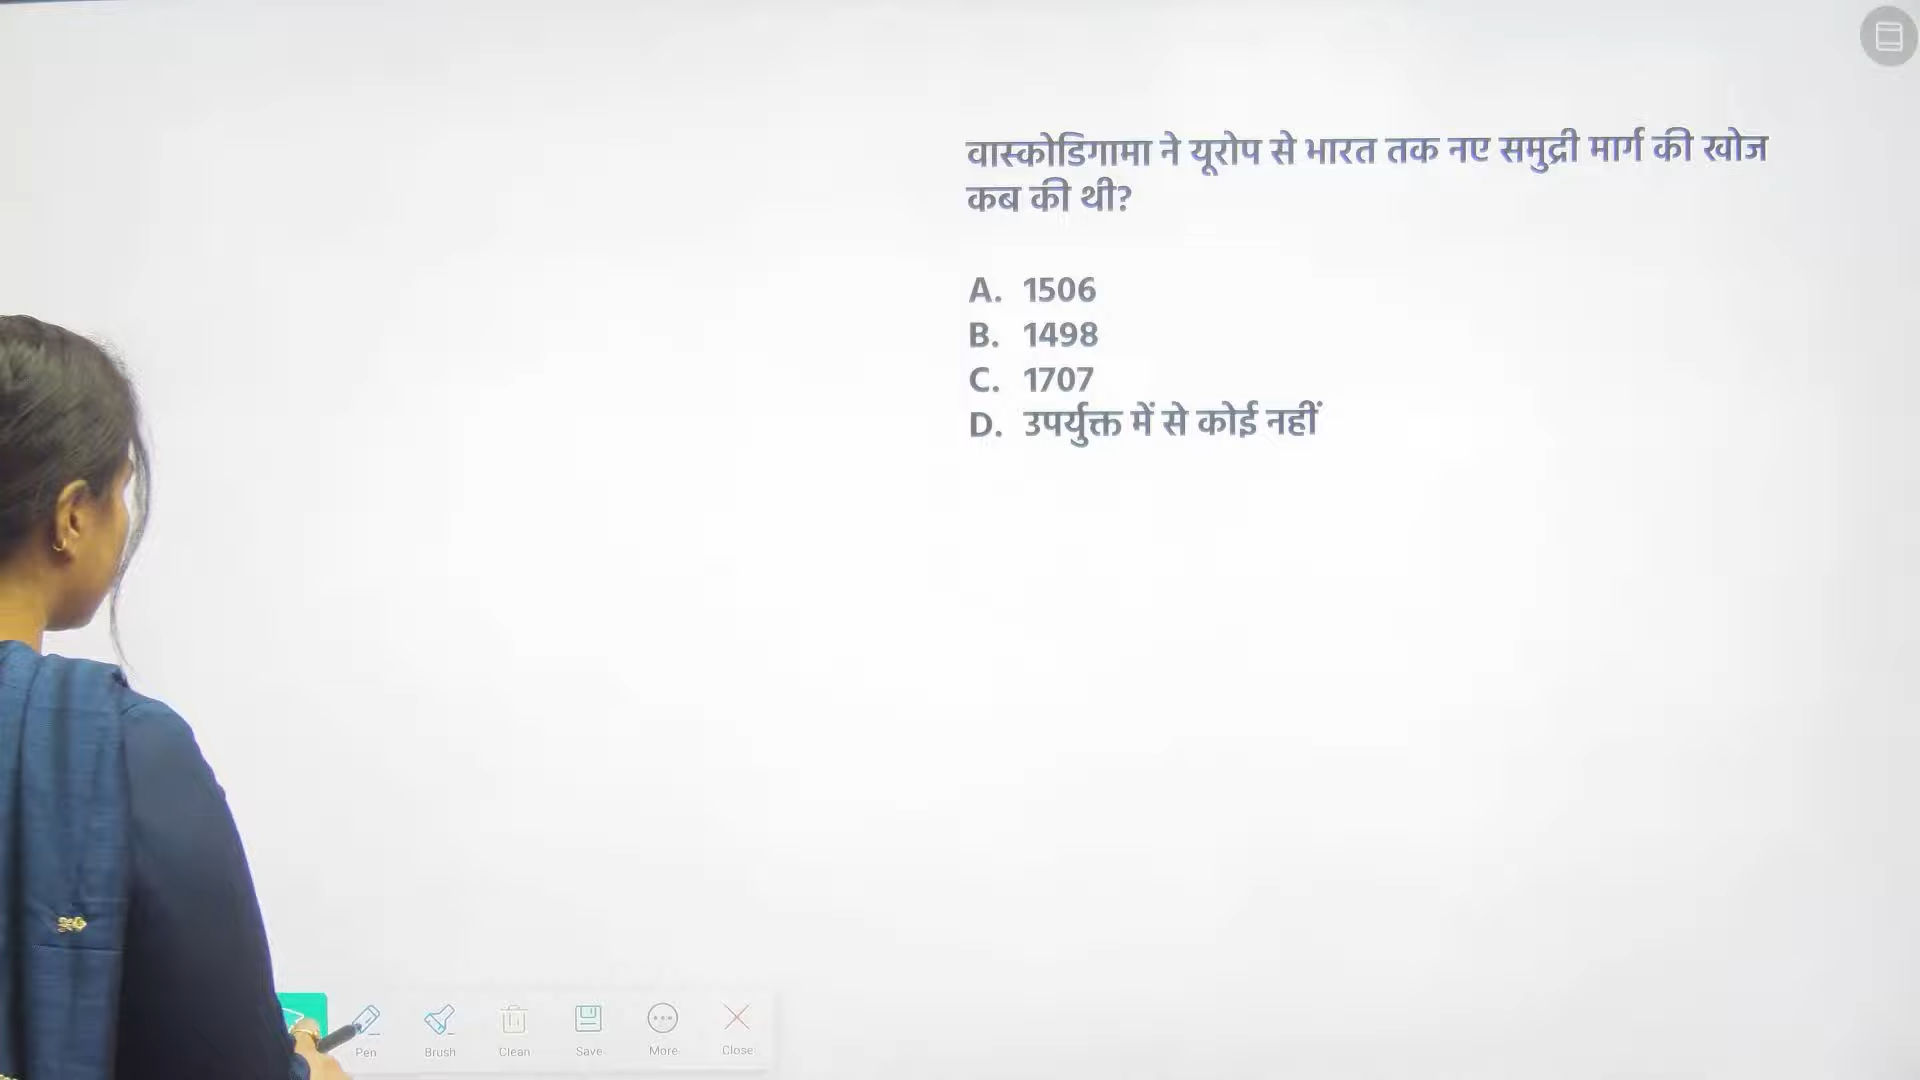 वास्कोडिगामा ने यूरोप से भारत तक नए समुद्री मार्ग की खोज
कब की थी?
A. 1506
B. 1498
C. 1707
D. उपर्युक्त में से कोई नहीं
Pen Brush Clean Save More Close